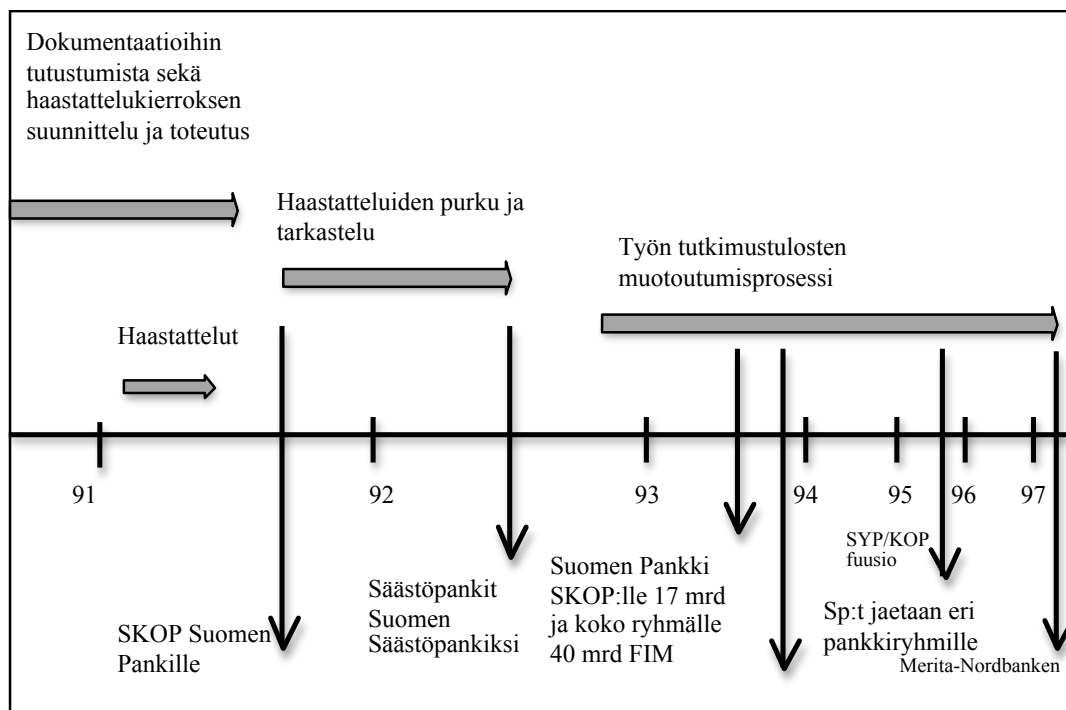 Dokumentaatioihin
tutustumista sekä
haastattelukierroksen
suunnittelu ja toteutus
Haastatteluiden purku ja
tarkastelu
Työn tutkimustulosten
muotoutumisprosessi
Haastattelut
91
92
93
94
95
96
97
SKOP Suomen
Pankille
Säästöpankit
Suomen
Säästöpankiksi
Suomen Pankki
SKOP:lle 17 mrd
ja koko ryhmälle
40 mrd FIM
SYP/KOP
fuusio
Sp:t jaetaan eri
pankkiryhmille
Merita-Nordbanken